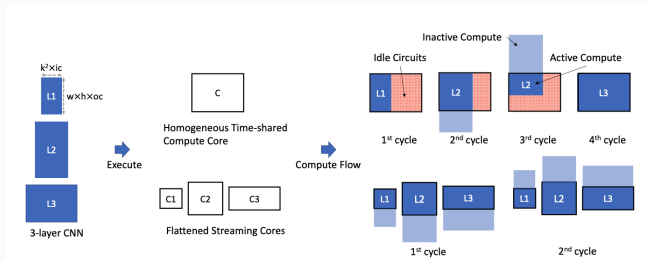 k²×ic
L1
w×h×oc
L2
L3
3-layer CNN
Execute
C
Homogeneous Time-shared
Compute Core
C1 C2 C3
Flattened Streaming Cores
Compute Flow
Inactive Compute
Idle Circuits
Active Compute
L1 L2 L2 L3
1st cycle 2nd cycle 3rd cycle 4th cycle
L1 L2 L3 L1 L2 L3
1st cycle 2nd cycle